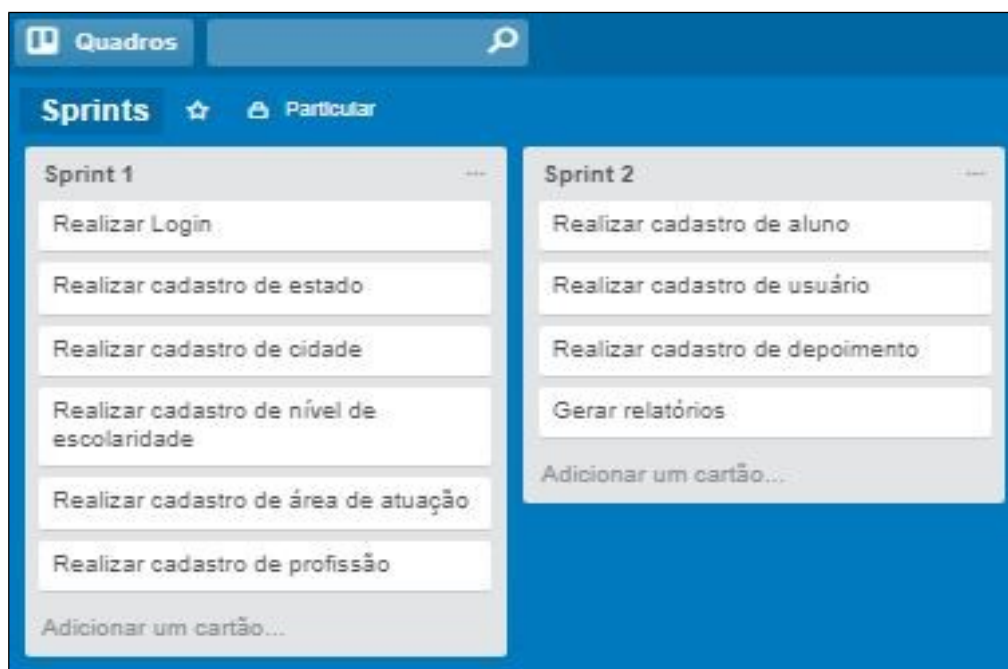 Quadros
Sprints
Particular
Sprint 1
Realizar Login
Realizar cadastro de estado
Realizar cadastro de cidade
Realizar cadastro de nível de
escolaridade
Realizar cadastro de área de atuação
Realizar cadastro de profissão
Adicionar um cartão...
Sprint 2
Realizar cadastro de aluno
Realizar cadastro de usuário
Realizar cadastro de depoimento
Gerar relatórios
Adicionar um cartão...